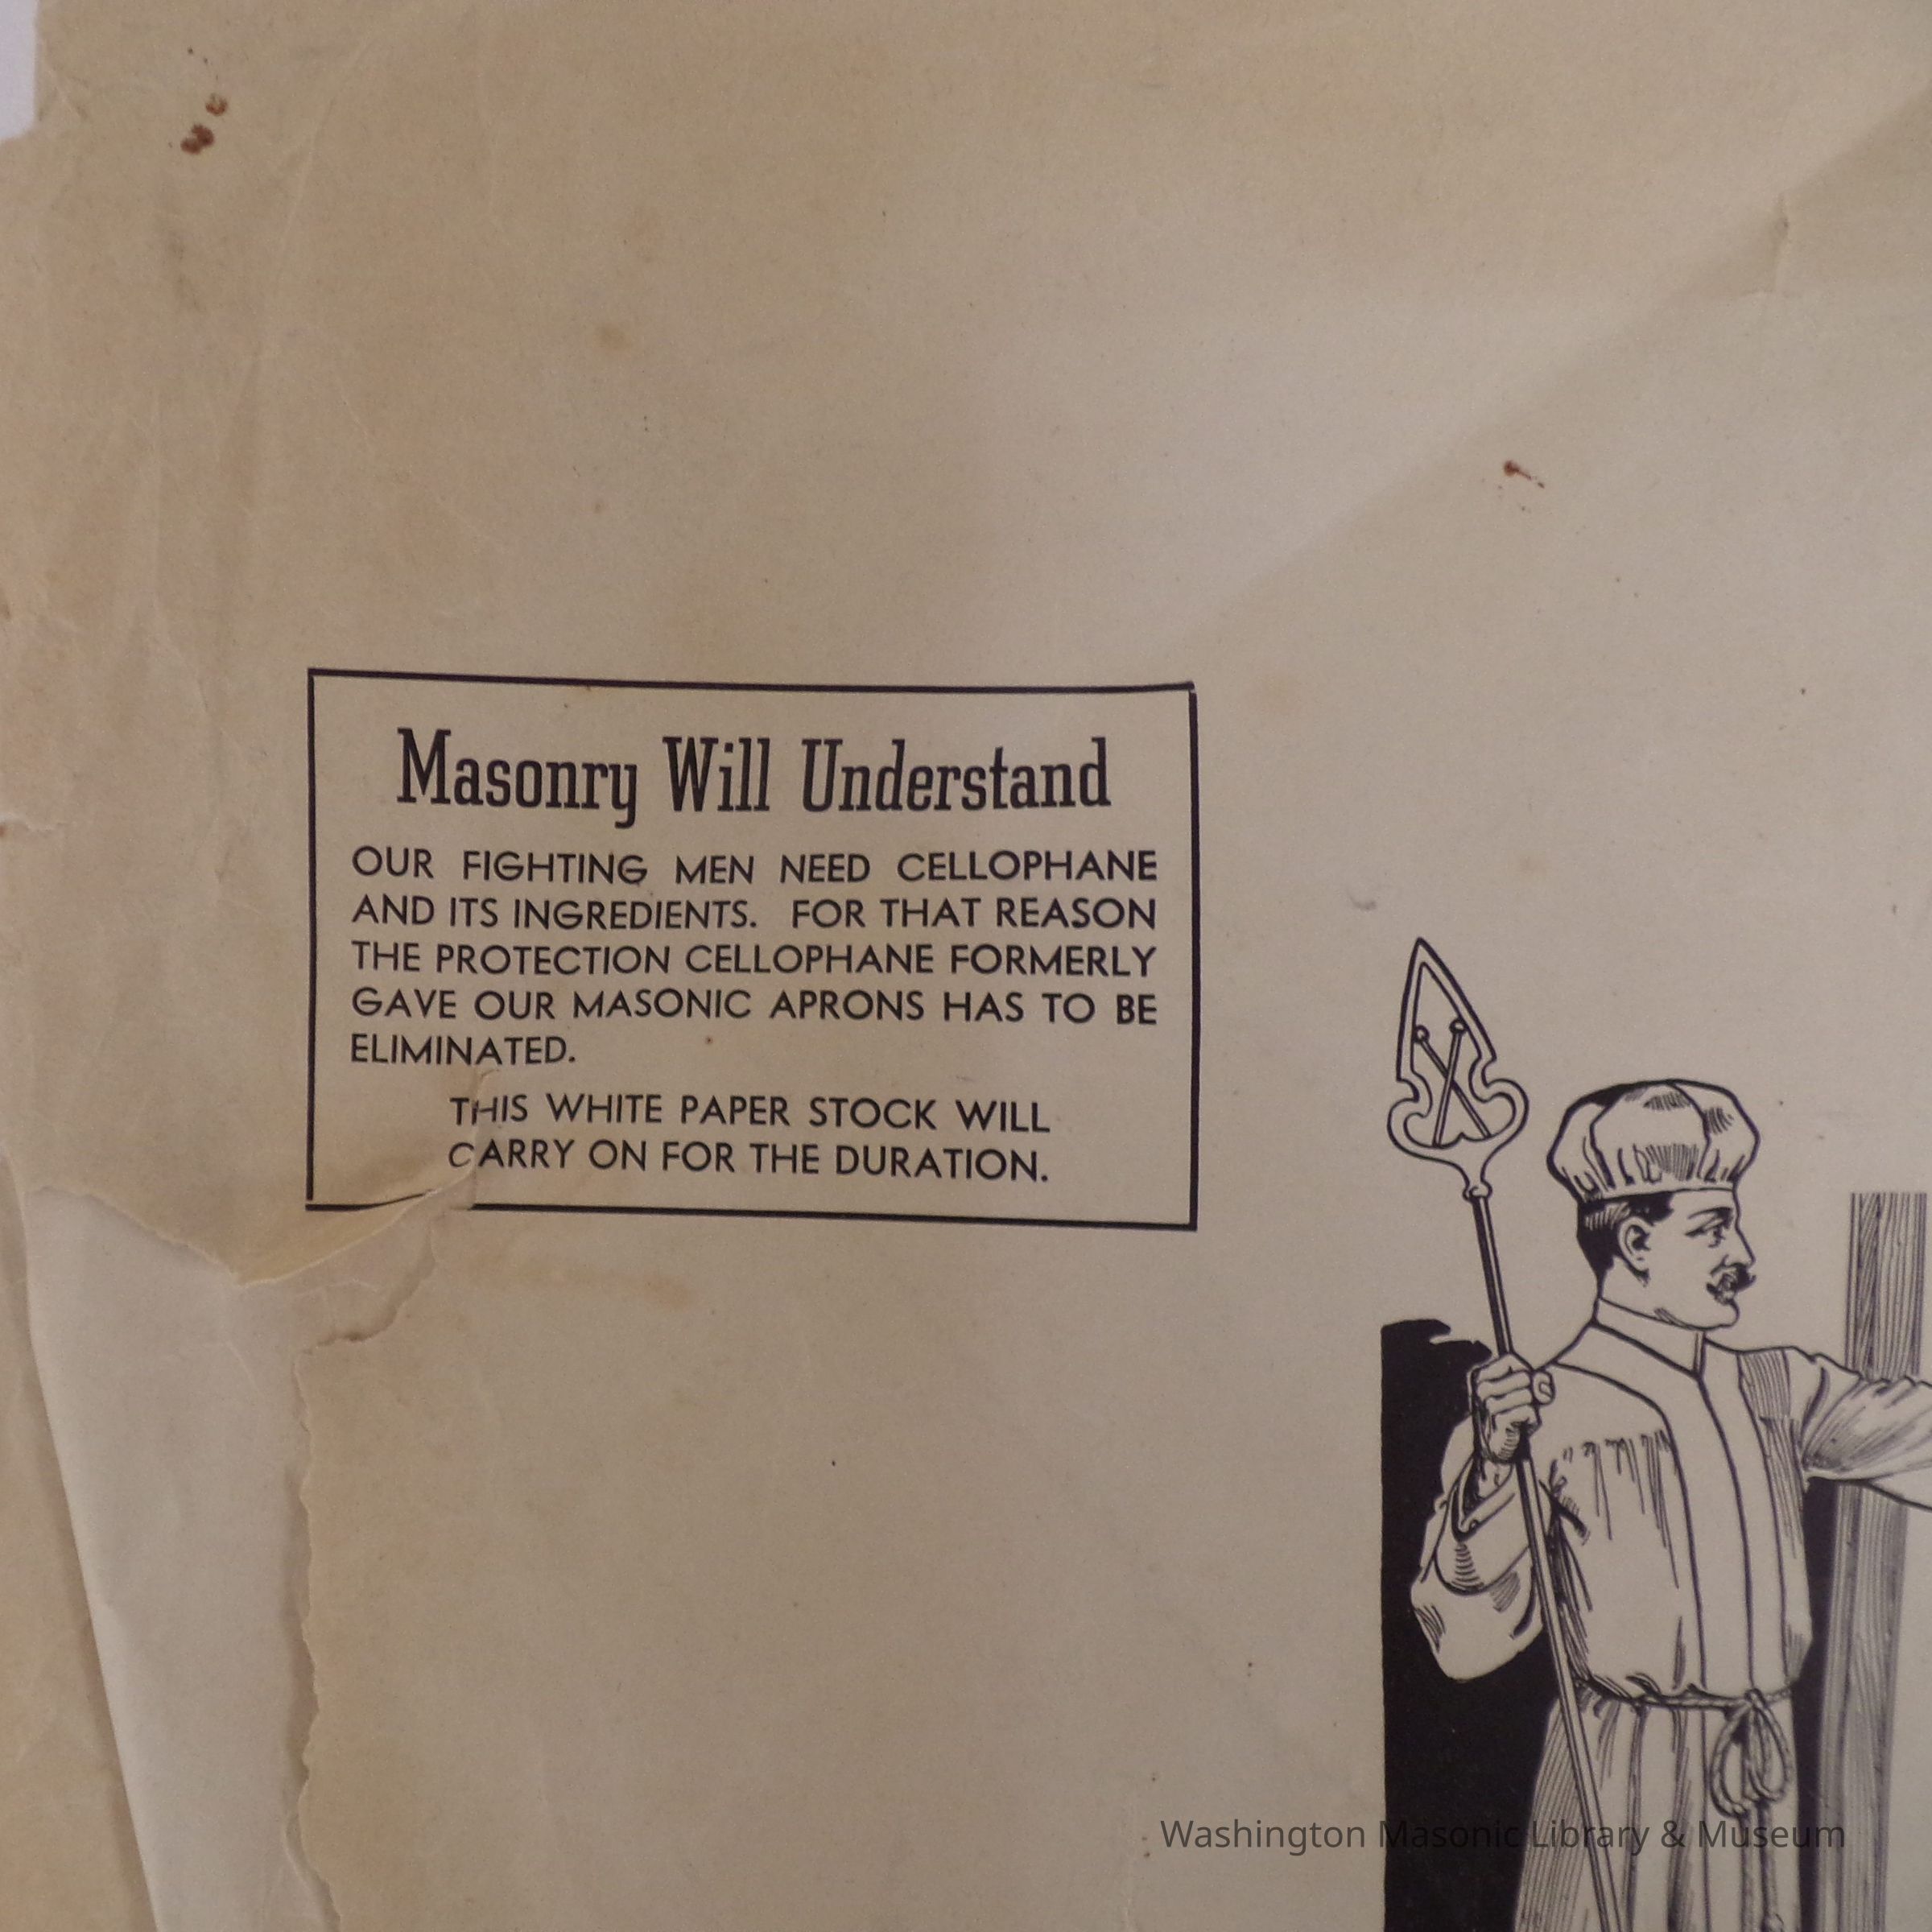 Masonry Will Understand
OUR FIGHTING MEN NEED CELLOPHANE
AND ITS INGREDIENTS. FOR THAT REASON
THE PROTECTION CELLOPHANE FORMERLY
GAVE OUR MASONIC APRONS HAS TO BE
ELIMINATED.
THIS WHITE PAPER STOCK WILL
CARRY ON FOR THE DURATION.
Washington Masonic Library & Museum